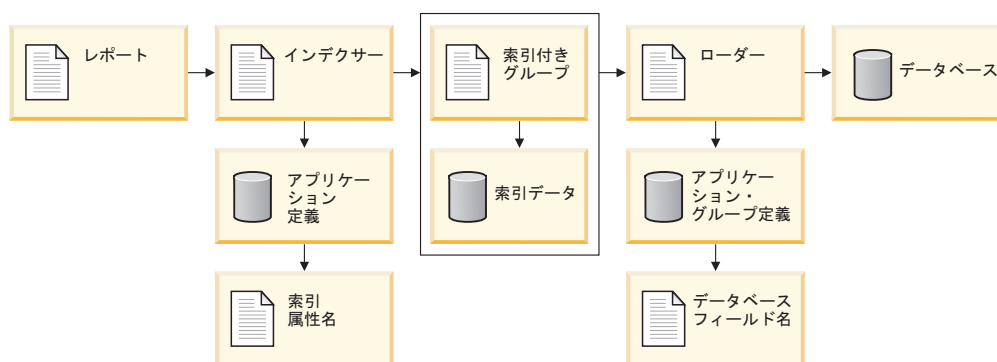 レポート
インデクサー
索引付き
グループ
ローダー
データベース
アプリケー
ション
定義
索引データ
アプリケー
ション・
グループ定義
索引
属性名
データベース
フィールド名